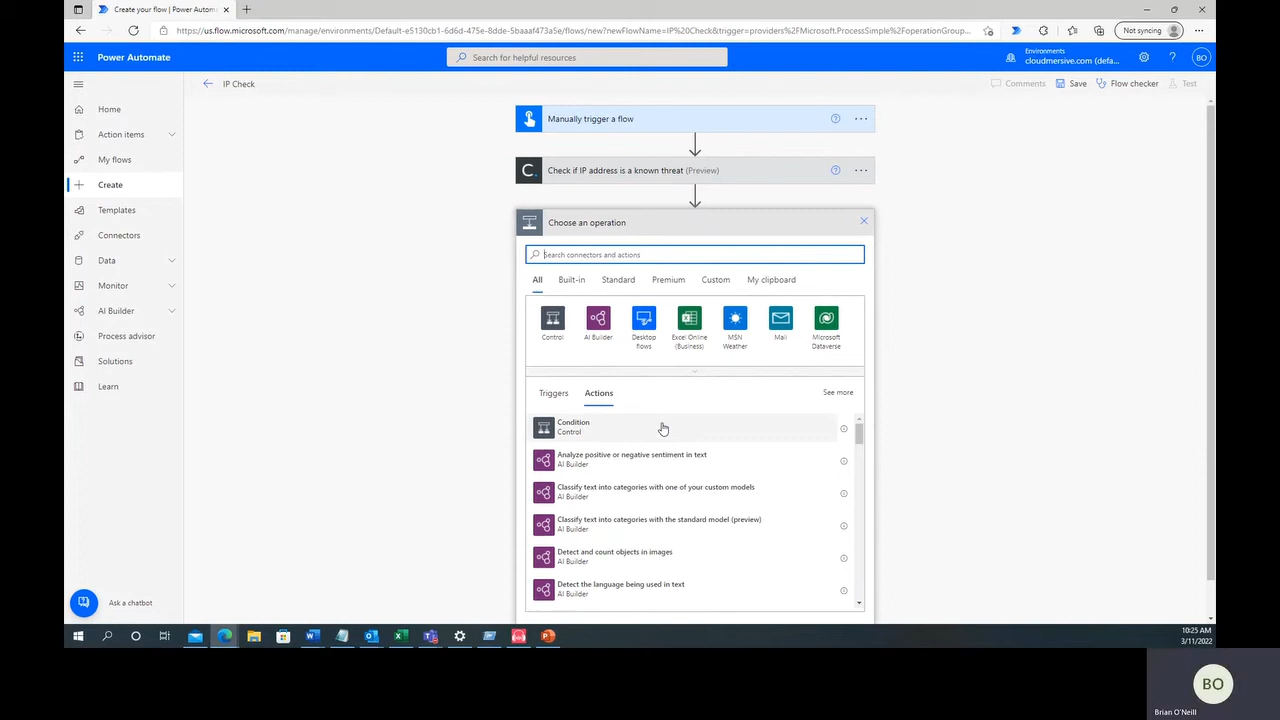 Create your flow | Power Automat
https://us.flow.microsoft.com/manage/environments/Default-e5130cb1-6d6d-475e-8dde-5baaaf473a5e/flows/new?newFlowName=IP%20Check&trigger=providers%2FMicrosoft.ProcessSimple%2FoperationGroup...
Not syncing
Power Automate
Search for helpful resources
Environments
cloudmersive.com (defa...
BO
IP Check
Comments
Save
Flow checker
Test
Home
Action items
My flows
Create
Templates
Connectors
Data
Monitor
AI Builder
Process advisor
Solutions
Learn
Ask a chatbot
Manually trigger a flow
C. Check if IP address is a known threat (Preview)
Choose an operation
Search connectors and actions
All Built-in Standard Premium Custom My clipboard
Control
AI Builder
Desktop flows
Excel Online (Business)
MSN Weather
Mail
Microsoft Dataverse
Triggers Actions See more
Condition
Control
Analyze positive or negative sentiment in text
AI Builder
Classify text into categories with one of your custom models
AI Builder
Classify text into categories with the standard model (preview)
AI Builder
Detect and count objects in images
AI Builder
Detect the language being used in text
AI Builder
10:25 AM
3/11/2022
BO
Brian O'Neill